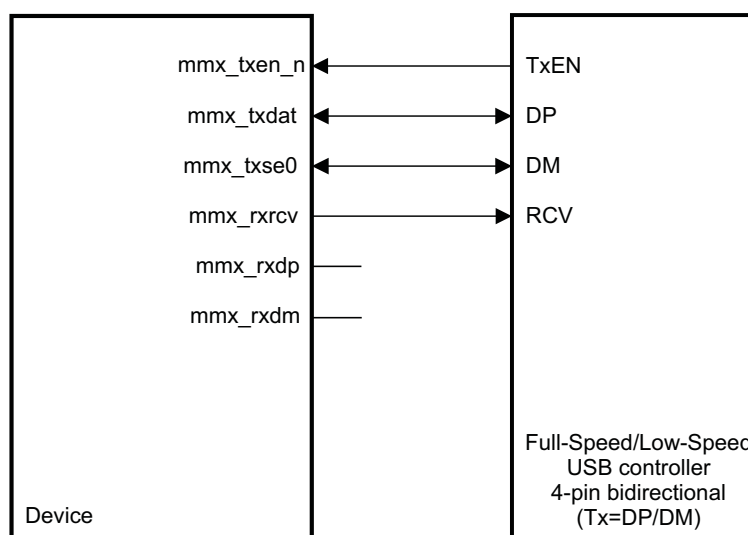 mmx_txen_n TxEN
mmx_txdat DP
mmx_txse0 DM
mmx_rxrcv RCV
mmx_rxdp
mmx_rxdm
Full-Speed/Low-Speed
USB controller
4-pin bidirectional
(Tx=DP/DM)
Device